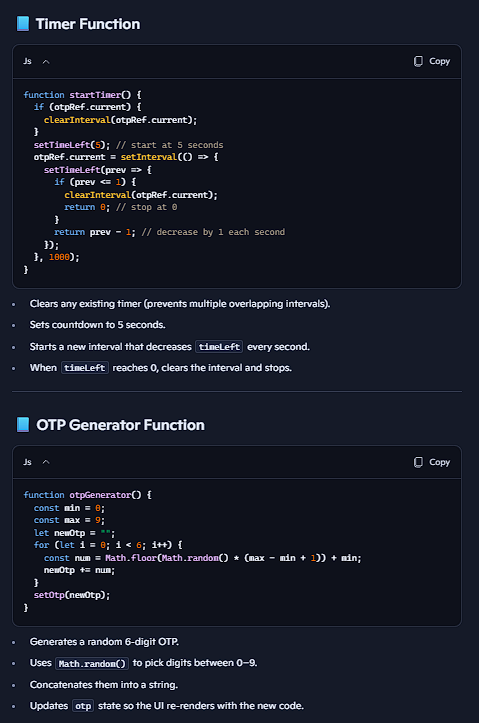 📘 Timer Function
Js
Copy
function startTimer() {
  if (otpRef.current) {
    clearInterval(otpRef.current);
  }
  setTimeLeft(5); // start at 5 seconds
  otpRef.current = setInterval(() => {
    setTimeLeft(prev => {
      if (prev <= 1) {
        clearInterval(otpRef.current);
        return 0; // stop at 0
      }
      return prev - 1; // decrease by 1 each second
    });
  }, 1000);
}
• Clears any existing timer (prevents multiple overlapping intervals).
• Sets countdown to 5 seconds.
• Starts a new interval that decreases timeLeft every second.
• When timeLeft reaches 0, clears the interval and stops.
📘 OTP Generator Function
Js
Copy
function otpGenerator() {
  const min = 0;
  const max = 9;
  let newOtp = "";
  for (let i = 0; i < 6; i++) {
    const num = Math.floor(Math.random() * (max - min + 1)) + min;
    newOtp += num;
  }
  setOtp(newOtp);
}
• Generates a random 6-digit OTP.
• Uses Math.random() to pick digits between 0–9.
• Concatenates them into a string.
• Updates otp state so the UI re-renders with the new code.